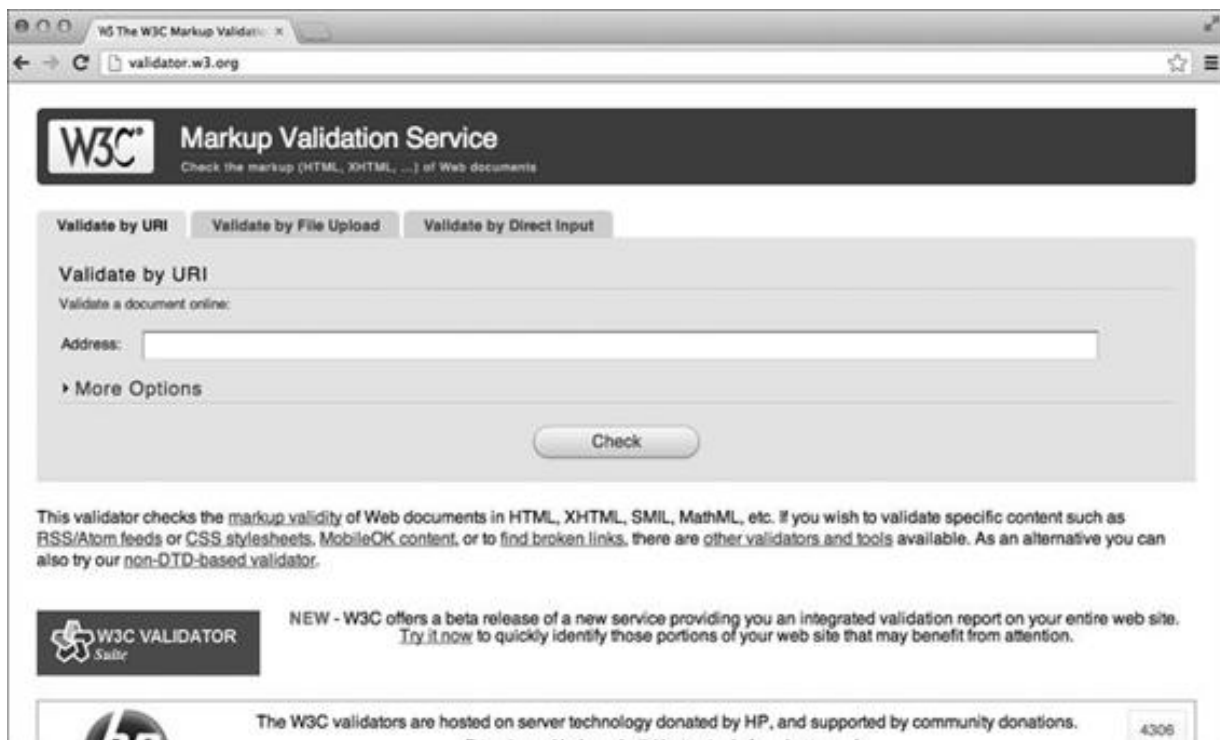 W3 The W3C Markup Validatio ×
validator.w3.org
W3C® Markup Validation Service
Check the markup (HTML, XHTML, ...) of Web documents
Validate by URI Validate by File Upload Validate by Direct Input
Validate by URI
Validate a document online:
Address:
More Options
Check
This validator checks the markup validity of Web documents in HTML, XHTML, SMIL, MathML, etc. If you wish to validate specific content such as
RSS/Atom feeds or CSS stylesheets, MobileOK content, or to find broken links, there are other validators and tools available. As an alternative you can
also try our non-DTD-based validator.
W3C VALIDATOR
Suite
NEW - W3C offers a beta release of a new service providing you an integrated validation report on your entire web site.
Try it now to quickly identify those portions of your web site that may benefit from attention.
hp
The W3C validators are hosted on server technology donated by HP, and supported by community donations.
4306